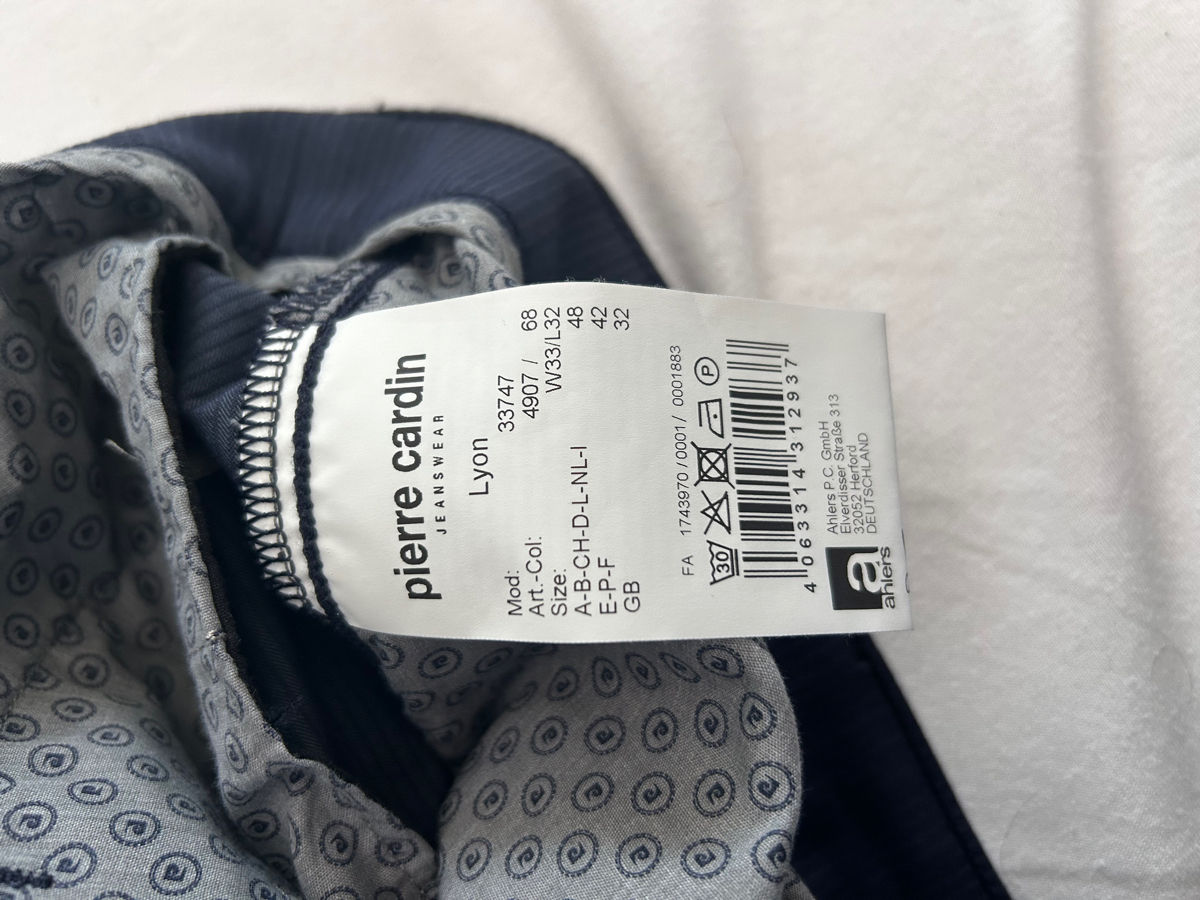 pierre cardin
JEANSWEAR
Lyon
Mod: 33747
Art.-Col: 4907 / 68
Size: W33/L32
A-B-CH-D-L-NL-I 48
E-P-F 42
GB 32
FA 1743970 / 0001 / 0001883
30 P
4 063314 312937
a
ahlers
Ahlers P.C. GmbH
Elverdisser Straße 313
32052 Herford
DEUTSCHLAND